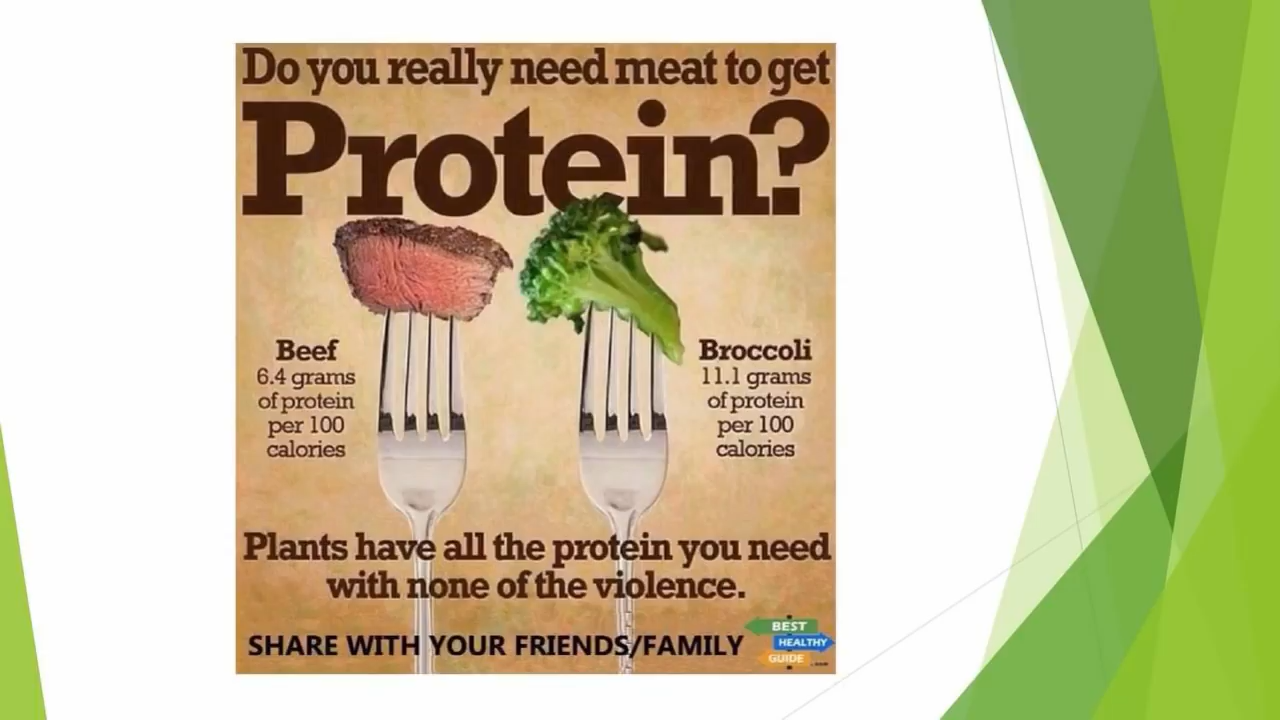 Do you really need meat to get
Protein?
Beef
6.4 grams
of protein
per 100
calories
Broccoli
11.1 grams
of protein
per 100
calories
Plants have all the protein you need
with none of the violence.
SHARE WITH YOUR FRIENDS/FAMILY
BEST
HEALTHY
GUIDE